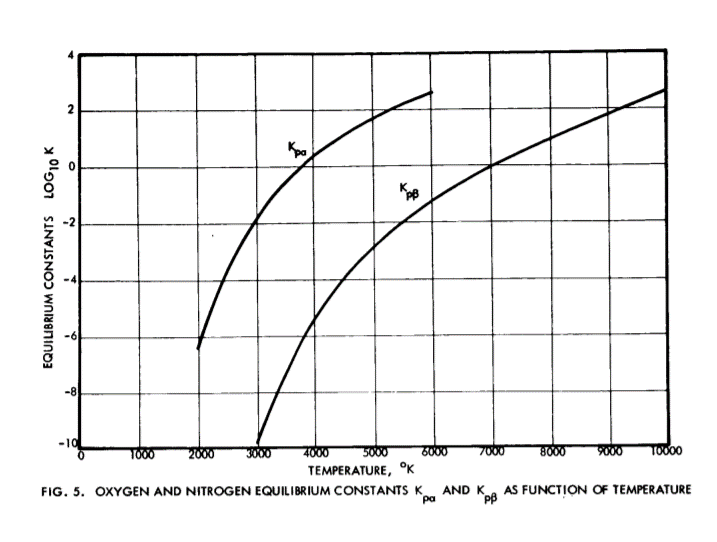 4
2
0
-2
-4
-6
-8
-10
EQUILIBRIUM CONSTANTS LOG10 K
Kpα
Kpβ
0 1000 2000 3000 4000 5000 6000 7000 8000 9000 10000
TEMPERATURE, °K
FIG. 5. OXYGEN AND NITROGEN EQUILIBRIUM CONSTANTS Kpα AND Kpβ AS FUNCTION OF TEMPERATURE